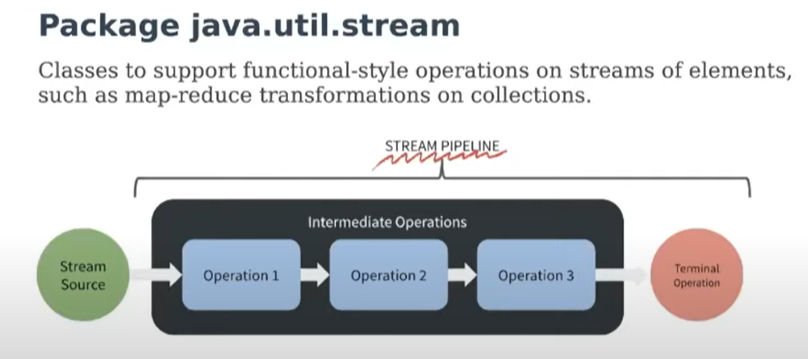 Package java.util.stream
Classes to support functional-style operations on streams of elements,
such as map-reduce transformations on collections.
STREAM PIPELINE
Intermediate Operations
Stream
Source
Operation 1
Operation 2
Operation 3
Terminal
Operation